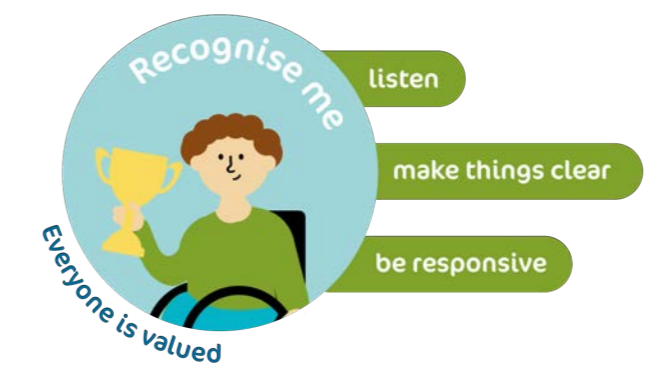 Recognise me
listen
make things clear
be responsive
Everyone is valued